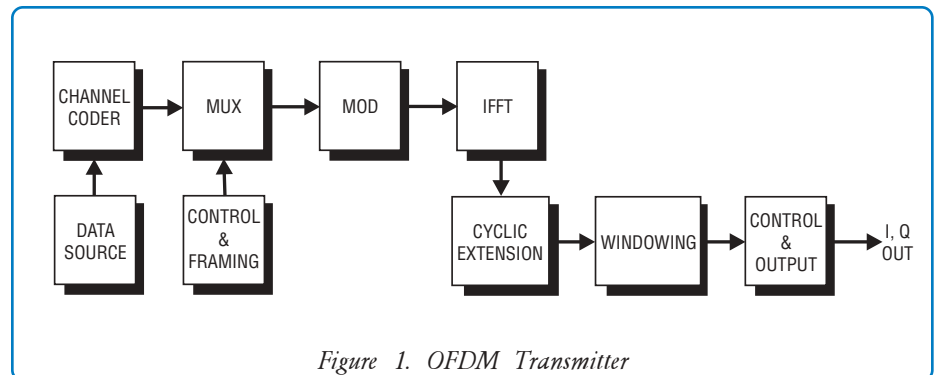 CHANNEL
CODER
MUX
MOD
IFFT
DATA
SOURCE
CONTROL
&
FRAMING
CYCLIC
EXTENSION
WINDOWING
CONTROL
&
OUTPUT
I, Q
OUT
Figure 1. OFDM Transmitter